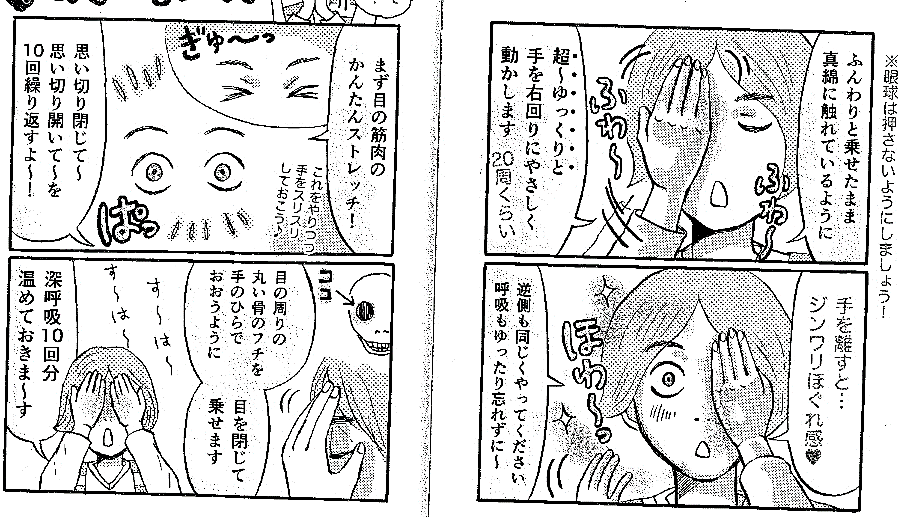 まず目の筋肉の
かんたんストレッチ！
ぎゅ〜っ
思い切り閉じて〜
思い切り開いて〜を
10回繰り返すよ〜！
これをやりつつ
手をスリスリ
しておこう♪
ぱっ
ココ
目の周りの
丸い骨のフチを
手のひらで
おおうように
目を閉じて
乗せます
す〜は〜
す〜は〜
深呼吸10回分
温めておきま〜す
※眼球は押さないようにしましょう！
ふんわりと乗せたまま
真綿に触れているように
超〜ゆっくりと
手を右回りにやさしく
動かします 20周くらい
ふわ〜
ふわ〜
手を離すと…
ジンワリほぐれ感♥
ほわ〜っ
逆側も同じくやってください
呼吸もゆったり忘れずに〜